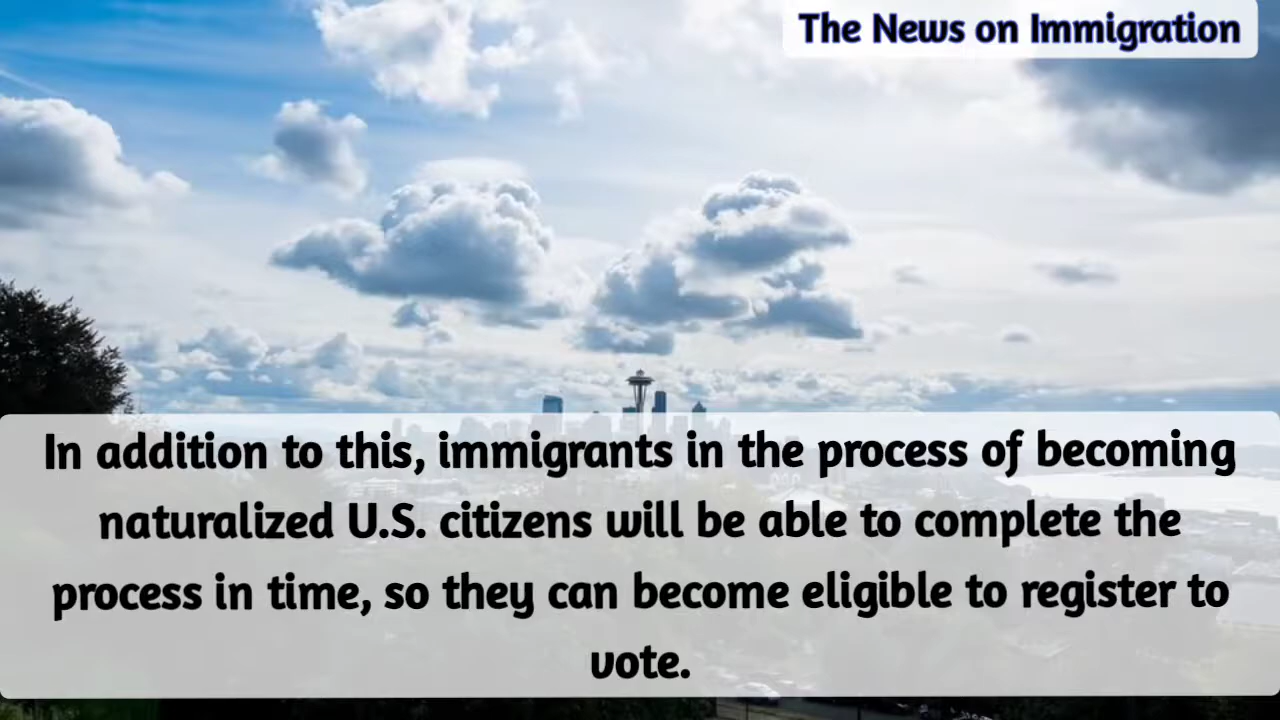 The News on Immigration
In addition to this, immigrants in the process of becoming
naturalized U.S. citizens will be able to complete the
process in time, so they can become eligible to register to
vote.